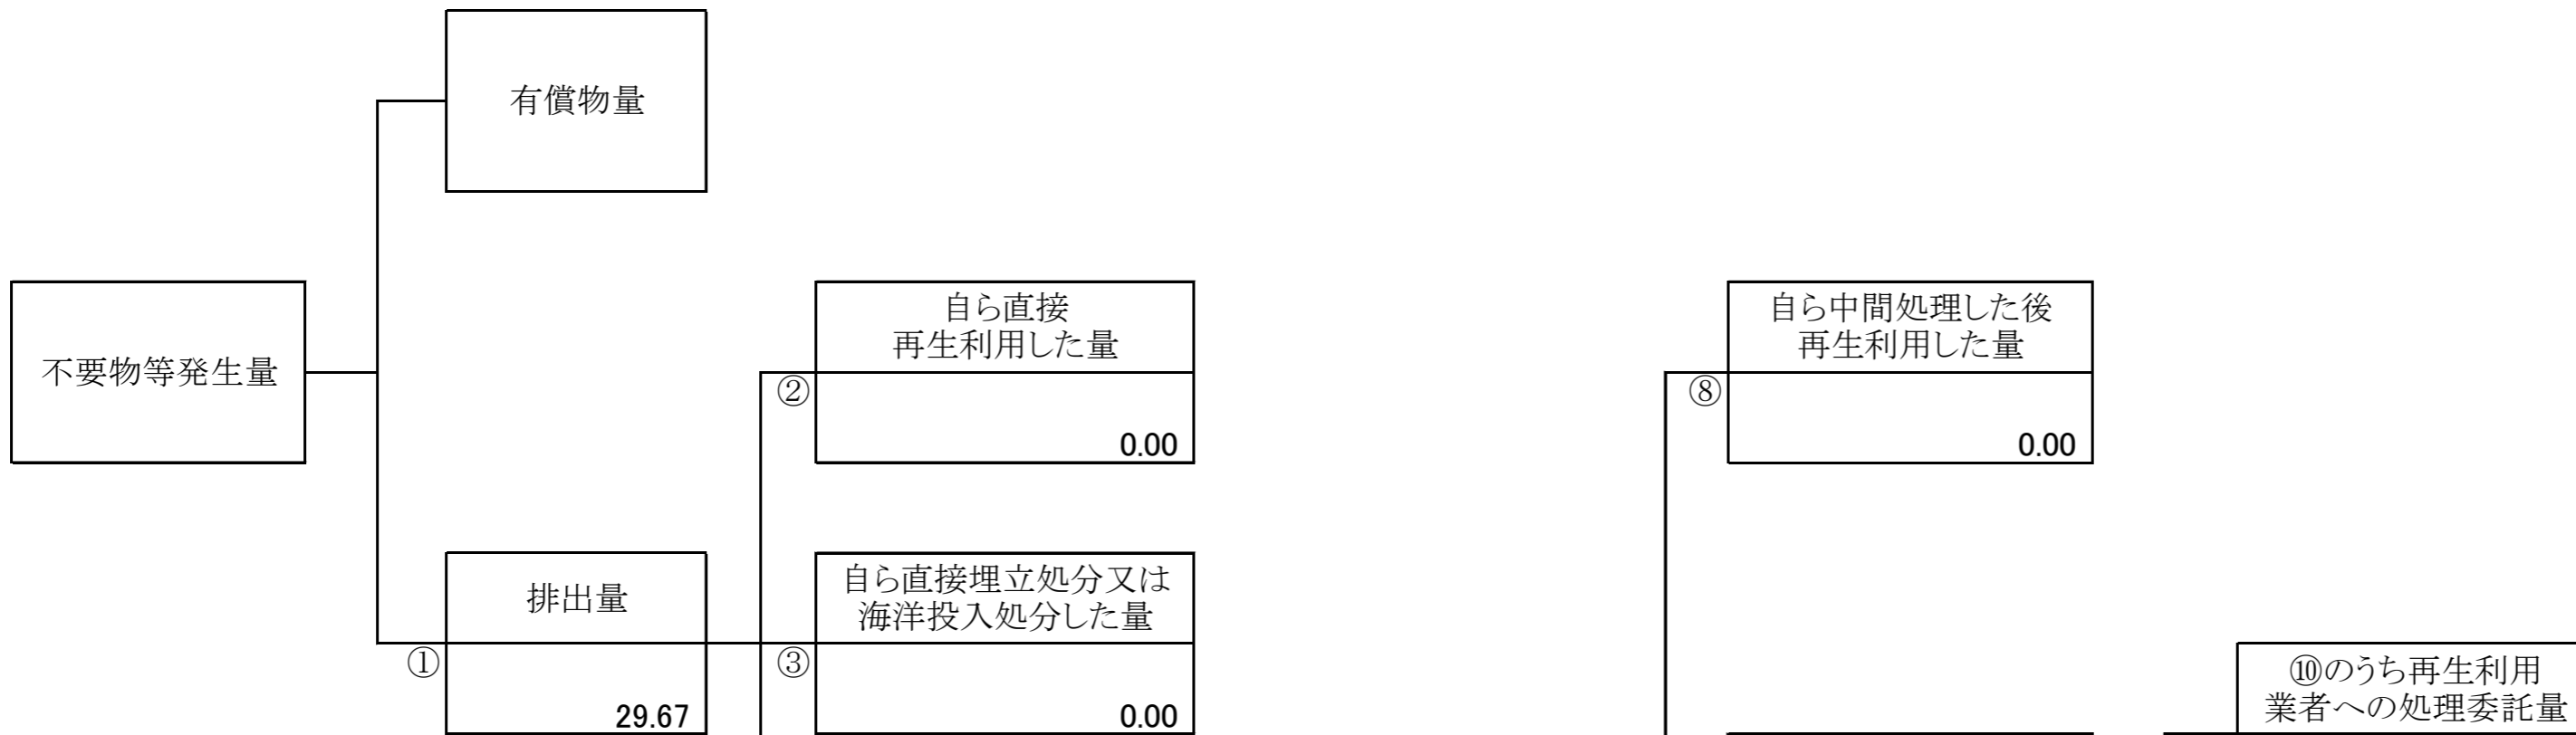 有償物量
不要物等発生量
自ら直接
再生利用した量
②
0.00
自ら中間処理した後
再生利用した量
⑧
0.00
排出量
①
29.67
自ら直接埋立処分又は
海洋投入処分した量
③
0.00
⑩のうち再生利用
業者への処理委託量